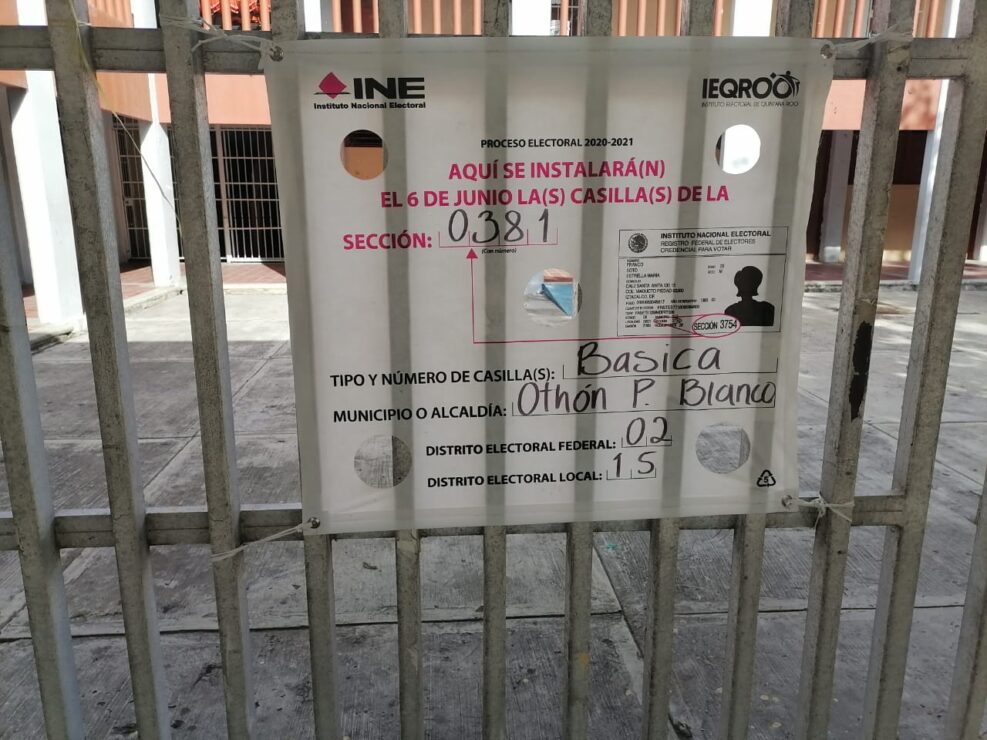 INE
Instituto Nacional Electoral
IEQROO
INSTITUTO ELECTORAL DE QUINTANA ROO
PROCESO ELECTORAL 2020-2021
AQUÍ SE INSTALARÁ(N)
EL 6 DE JUNIO LA(S) CASILLA(S) DE LA
SECCIÓN: 0381
(Con número)
INSTITUTO NACIONAL ELECTORAL
REGISTRO FEDERAL DE ELECTORES
CREDENCIAL PARA VOTAR
SECCIÓN 3754
TIPO Y NÚMERO DE CASILLA(S): Basica
MUNICIPIO O ALCALDÍA: Othón P. Blanco
DISTRITO ELECTORAL FEDERAL: 02
DISTRITO ELECTORAL LOCAL: 15